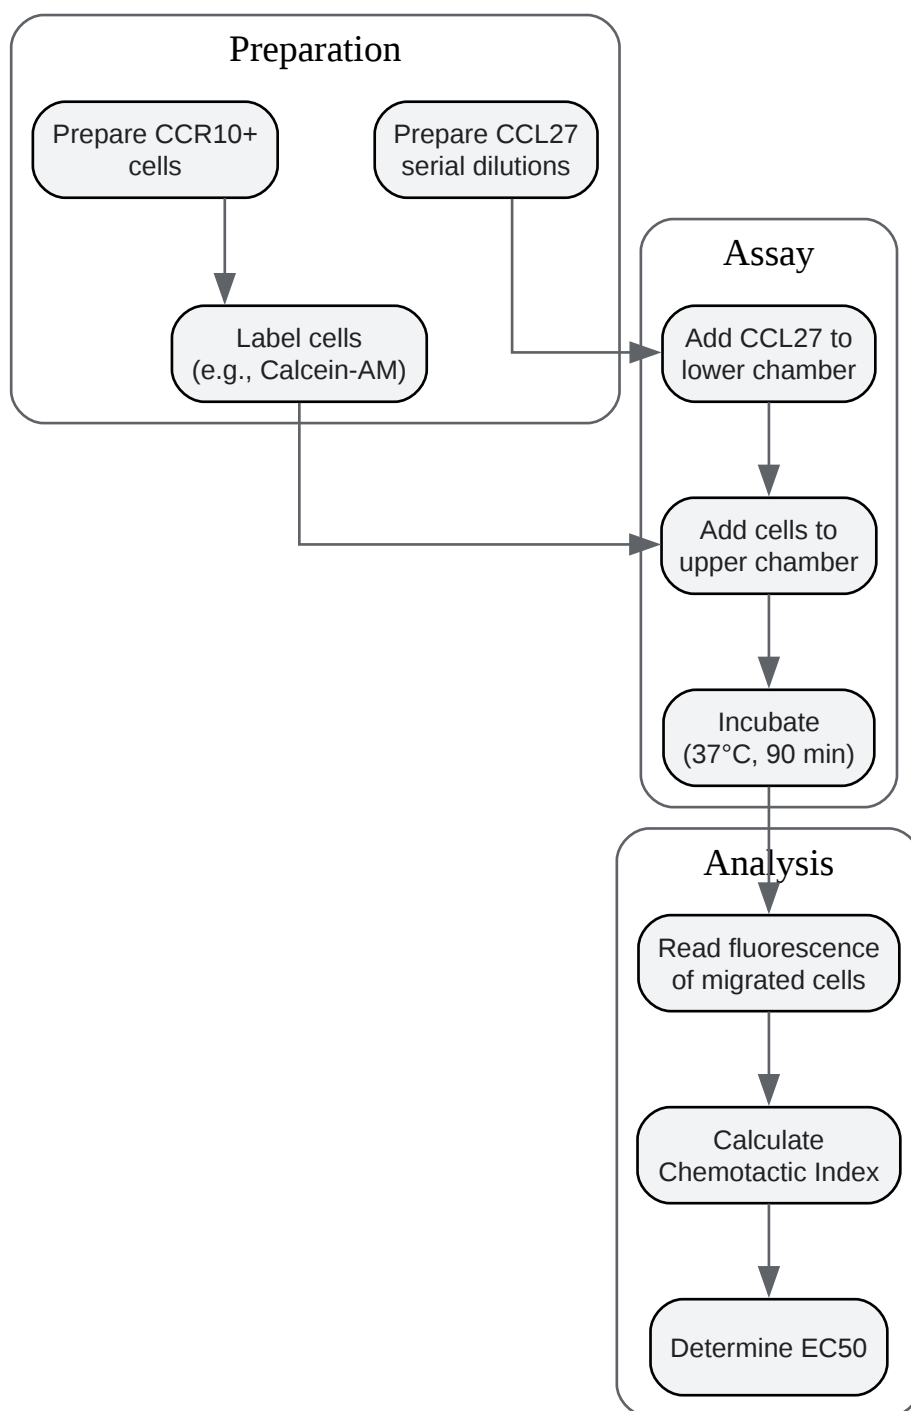 Preparation
Prepare CCR10+
cells
Prepare CCL27
serial dilutions
Label cells
(e.g., Calcein-AM)
Assay
Add CCL27 to
lower chamber
Add cells to
upper chamber
Incubate
(37°C, 90 min)
Analysis
Read fluorescence
of migrated cells
Calculate
Chemotactic Index
Determine EC50